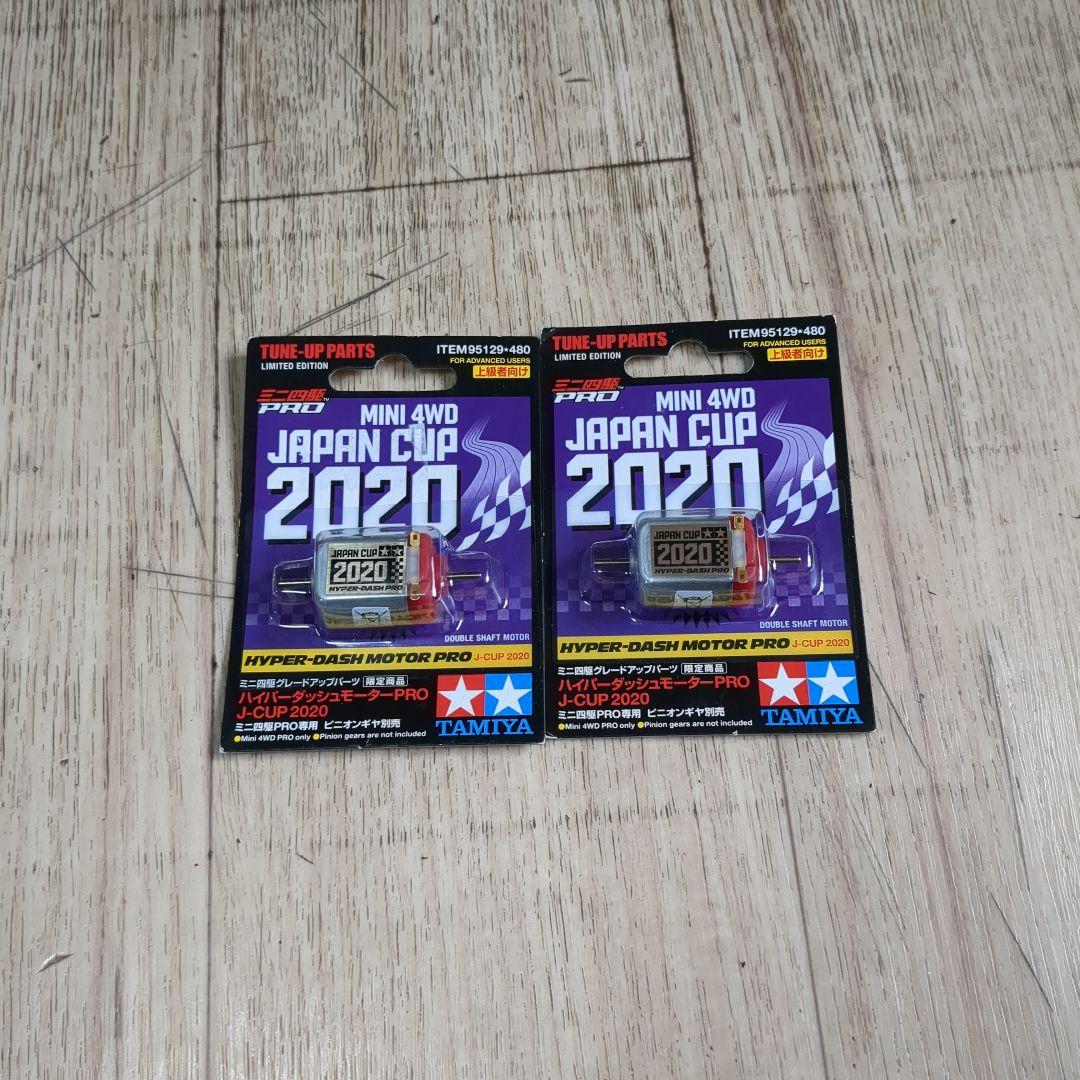 TUNE-UP PARTS
LIMITED EDITION
ITEM 95129*480
FOR ADVANCED USERS
上級者向け
ミニ四駆™
PRO
MINI 4WD
JAPAN CUP
2020
JAPAN CUP
2020
HYPER-DASH PRO
DOUBLE SHAFT MOTOR
HYPER-DASH MOTOR PRO J-CUP 2020
ミニ四駆グレードアップパーツ 限定商品
ハイパーダッシュモーターPRO
J-CUP 2020
ミニ四駆PRO専用 ピニオンギヤ別売
●Mini 4WD PRO only ●Pinion gears are not included
TAMIYA
TUNE-UP PARTS
LIMITED EDITION
ITEM 95129*480
FOR ADVANCED USERS
上級者向け
ミニ四駆™
PRO
MINI 4WD
JAPAN CUP
2020
JAPAN CUP
2020
HYPER-DASH PRO
DOUBLE SHAFT MOTOR
HYPER-DASH MOTOR PRO J-CUP 2020
ミニ四駆グレードアップパーツ 限定商品
ハイパーダッシュモーターPRO
J-CUP 2020
ミニ四駆PRO専用 ピニオンギヤ別売
●Mini 4WD PRO only ●Pinion gears are not included
TAMIYA